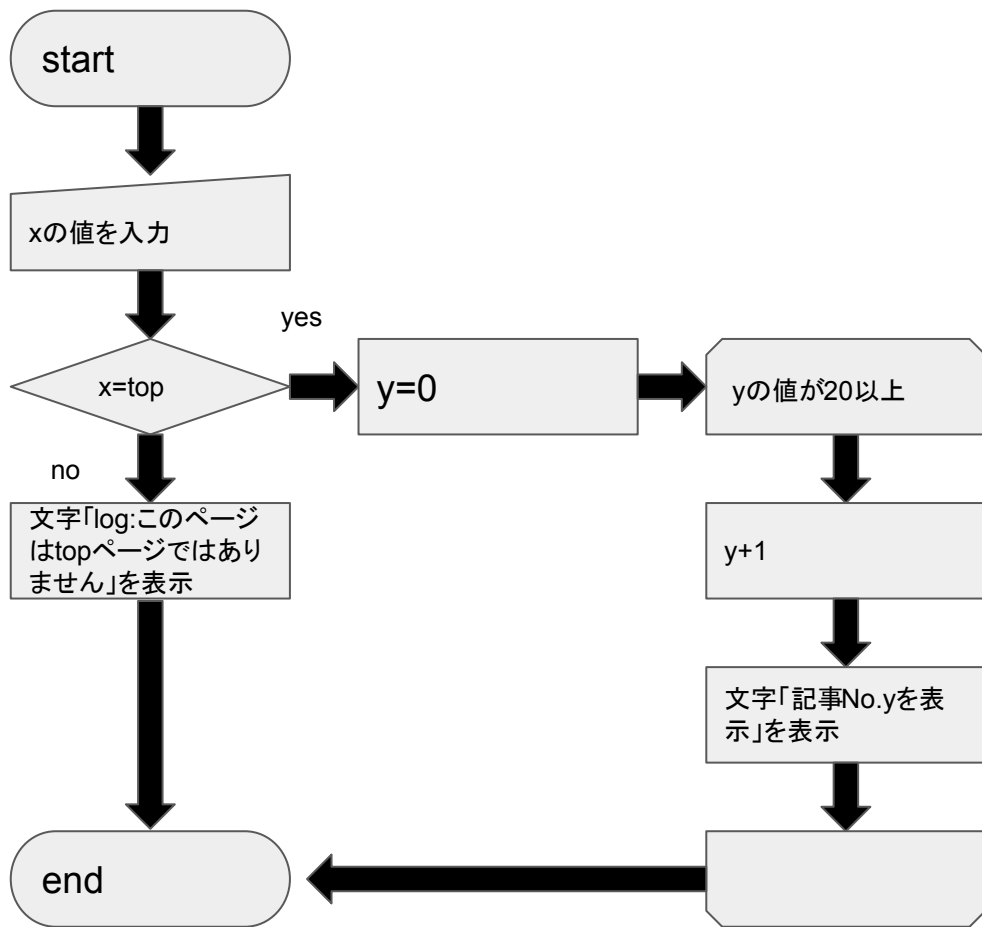 start
xの値を入力
yes
x=top
y=0
yの値が20以上
no
文字「log:このページ
はtopページではあり
ません」を表示
y+1
文字「記事No.yを表
示」を表示
end